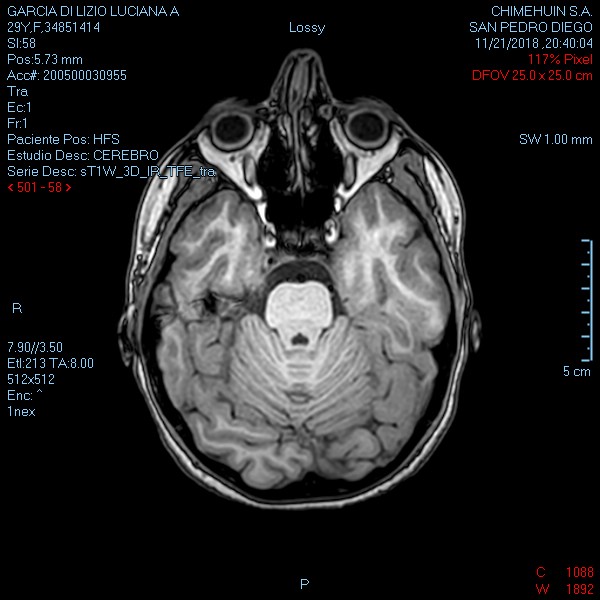 GARCIA DI LIZIO LUCIANA A
29Y,F,34851414
Sl:58
Pos:5.73 mm
Acc#: 200500030955
Tra
Ec:1
Fr:1
Paciente Pos: HFS
Estudio Desc: CEREBRO
Serie Desc: sT1W_3D_IR_TFE_tra
< 501 - 58 >
Lossy
CHIMEHUIN S.A.
SAN PEDRO DIEGO
11/21/2018 ,20:40:04
117% Pixel
DFOV 25.0 x 25.0 cm
SW 1.00 mm
R
5 cm
7.90//3.50
Etl:213 TA:8.00
512x512
Enc: ^
1nex
P
C 1088
W 1892